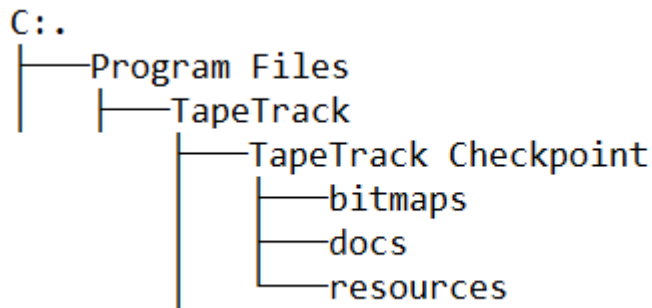 C:.
Program Files
TapeTrack
TapeTrack Checkpoint
bitmaps
docs
resources